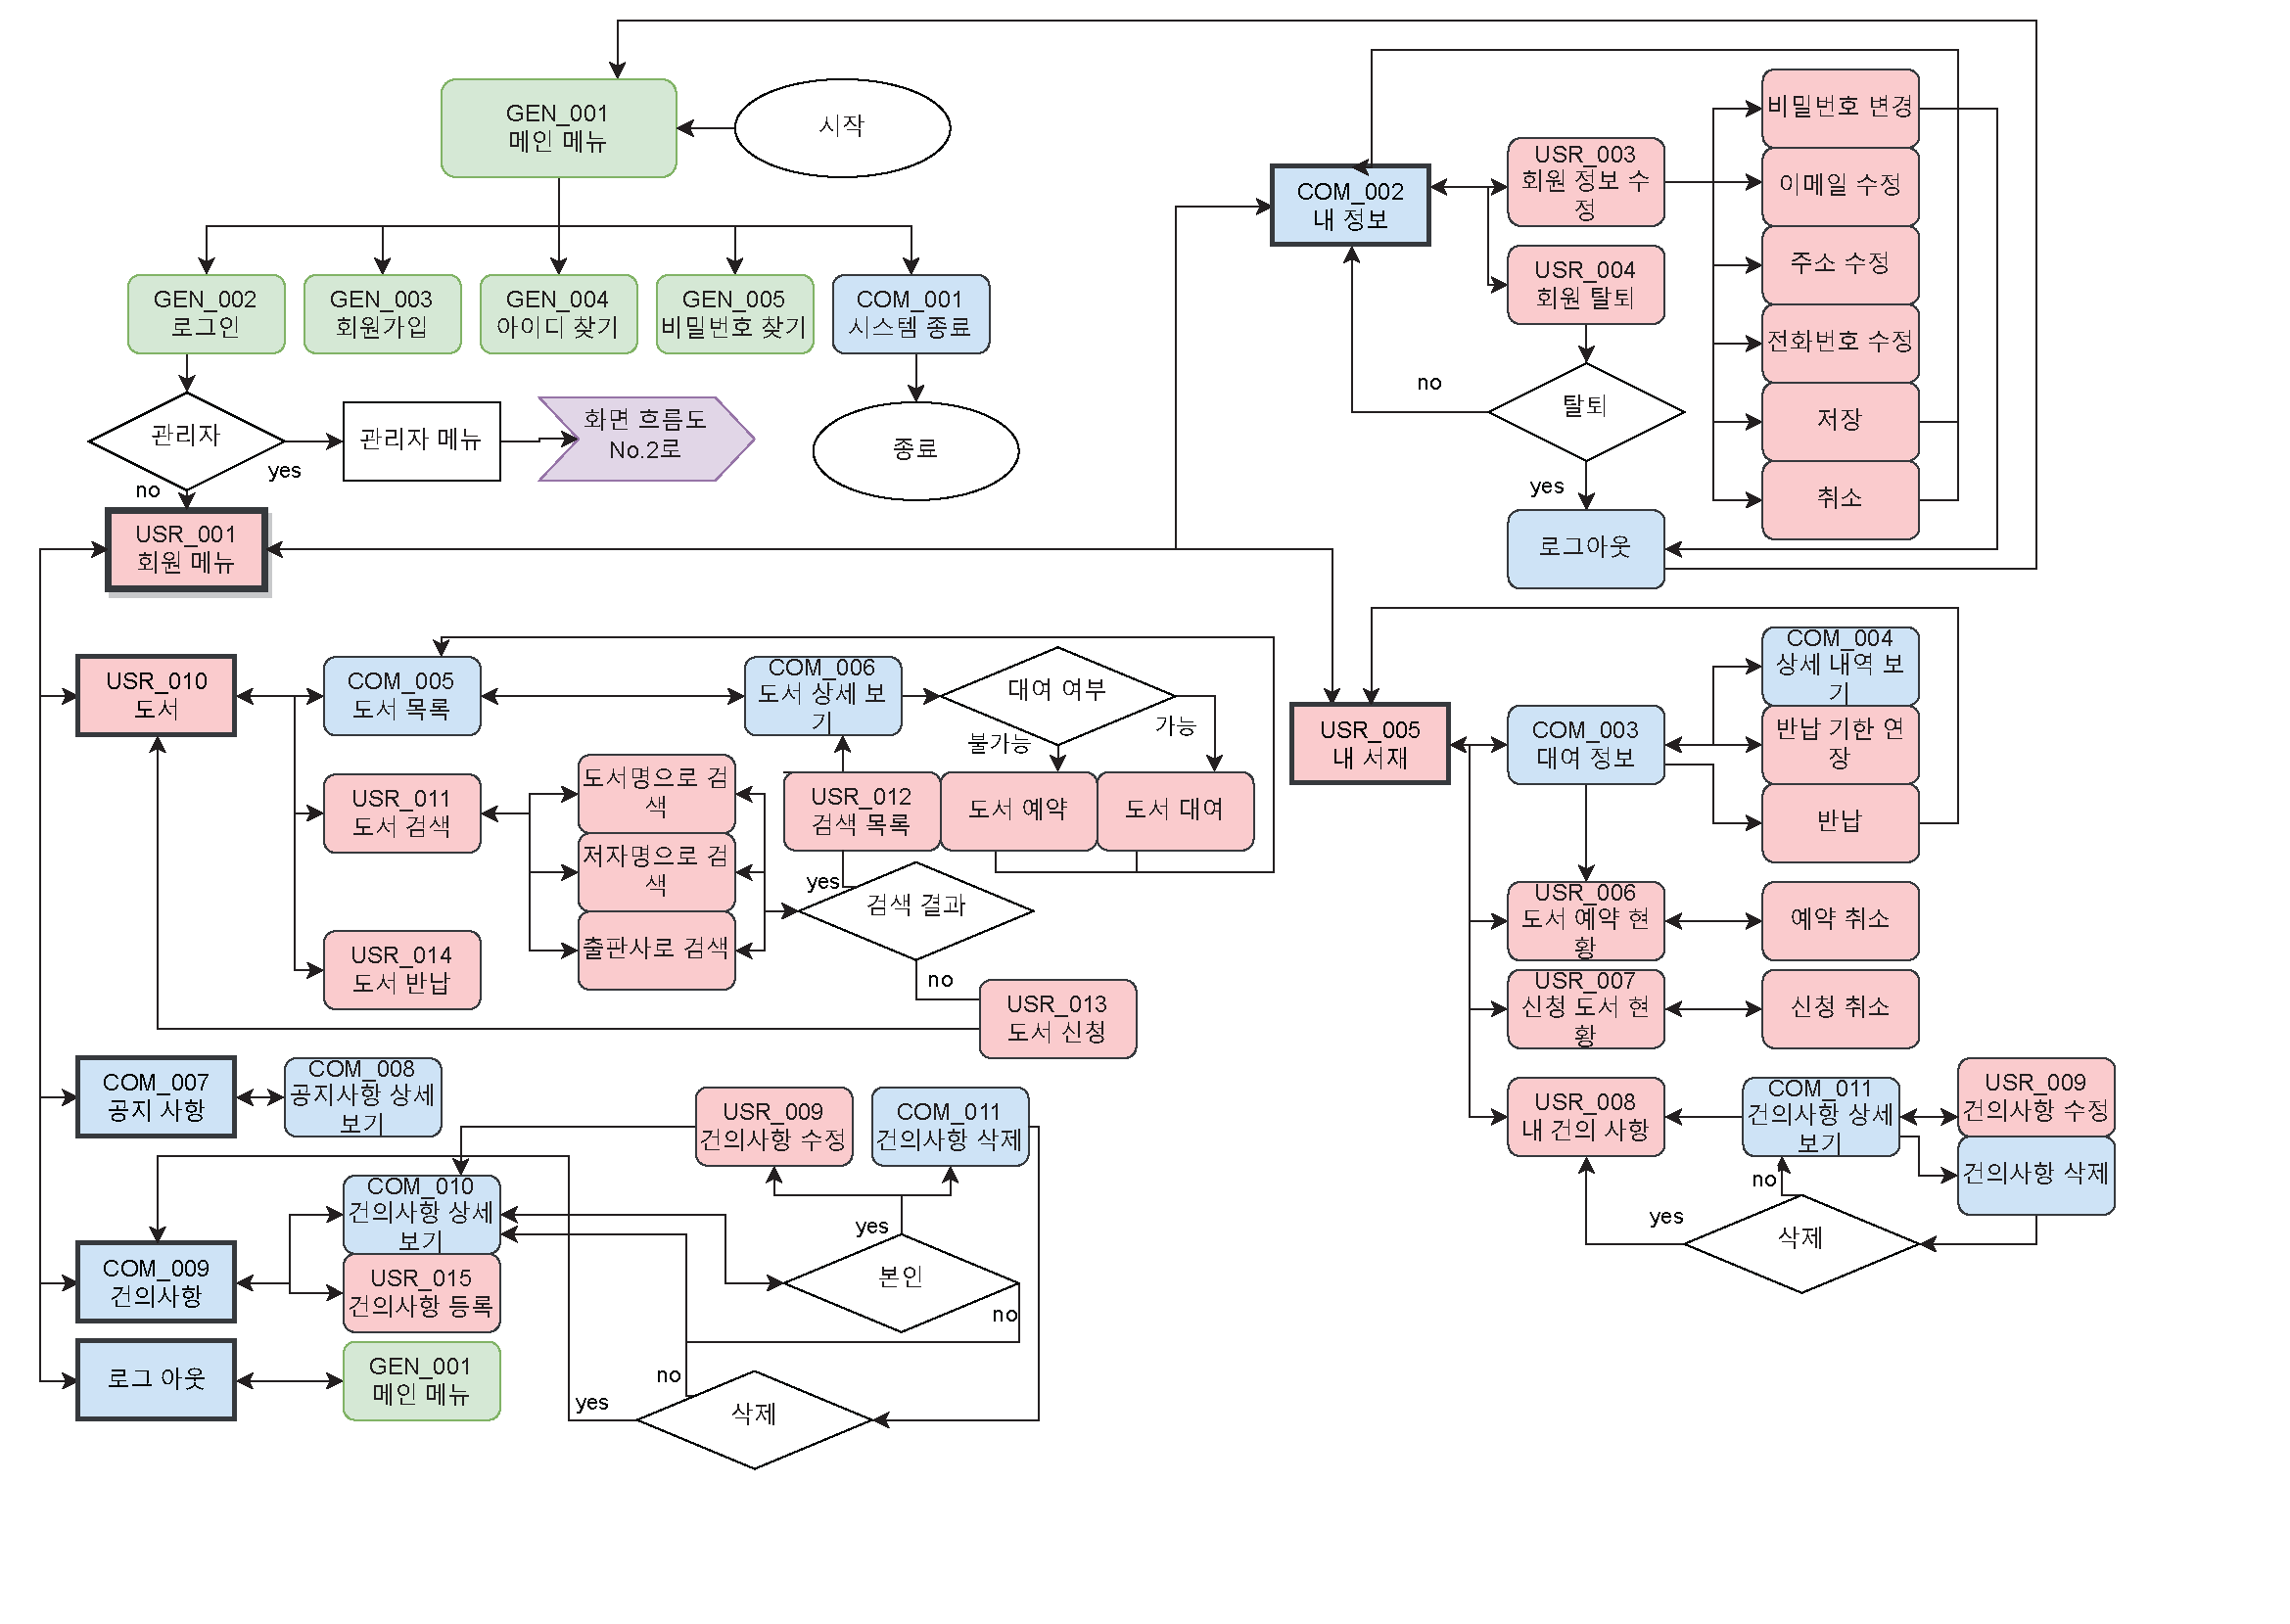 GEN_001
메인 메뉴
시작
GEN_002
로그인
GEN_003
회원가입
GEN_004
아이디 찾기
GEN_005
비밀번호 찾기
COM_001
시스템 종료
관리자
yes
no
관리자 메뉴
화면 흐름도
No.2로
종료
USR_001
회원 메뉴
COM_002
내 정보
USR_003
회원 정보 수
정
USR_004
회원 탈퇴
탈퇴
no
yes
로그아웃
비밀번호 변경
이메일 수정
주소 수정
전화번호 수정
저장
취소
USR_010
도서
COM_005
도서 목록
COM_006
도서 상세 보
기
대여 여부
불가능
가능
USR_011
도서 검색
도서명으로 검
색
저자명으로 검
색
출판사로 검색
USR_012
검색 목록
도서 예약
도서 대여
yes
검색 결과
no
USR_014
도서 반납
USR_013
도서 신청
USR_005
내 서재
COM_003
대여 정보
COM_004
상세 내역 보
기
반납 기한 연
장
반납
USR_006
도서 예약 현
황
예약 취소
USR_007
신청 도서 현
황
신청 취소
USR_008
내 건의 사항
COM_011
건의사항 상세
보기
USR_009
건의사항 수정
건의사항 삭제
no
yes
삭제
COM_007
공지 사항
COM_008
공지사항 상세
보기
USR_009
건의사항 수정
COM_011
건의사항 삭제
COM_009
건의사항
COM_010
건의사항 상세
보기
USR_015
건의사항 등록
yes
본인
no
로그 아웃
GEN_001
메인 메뉴
no
yes
삭제